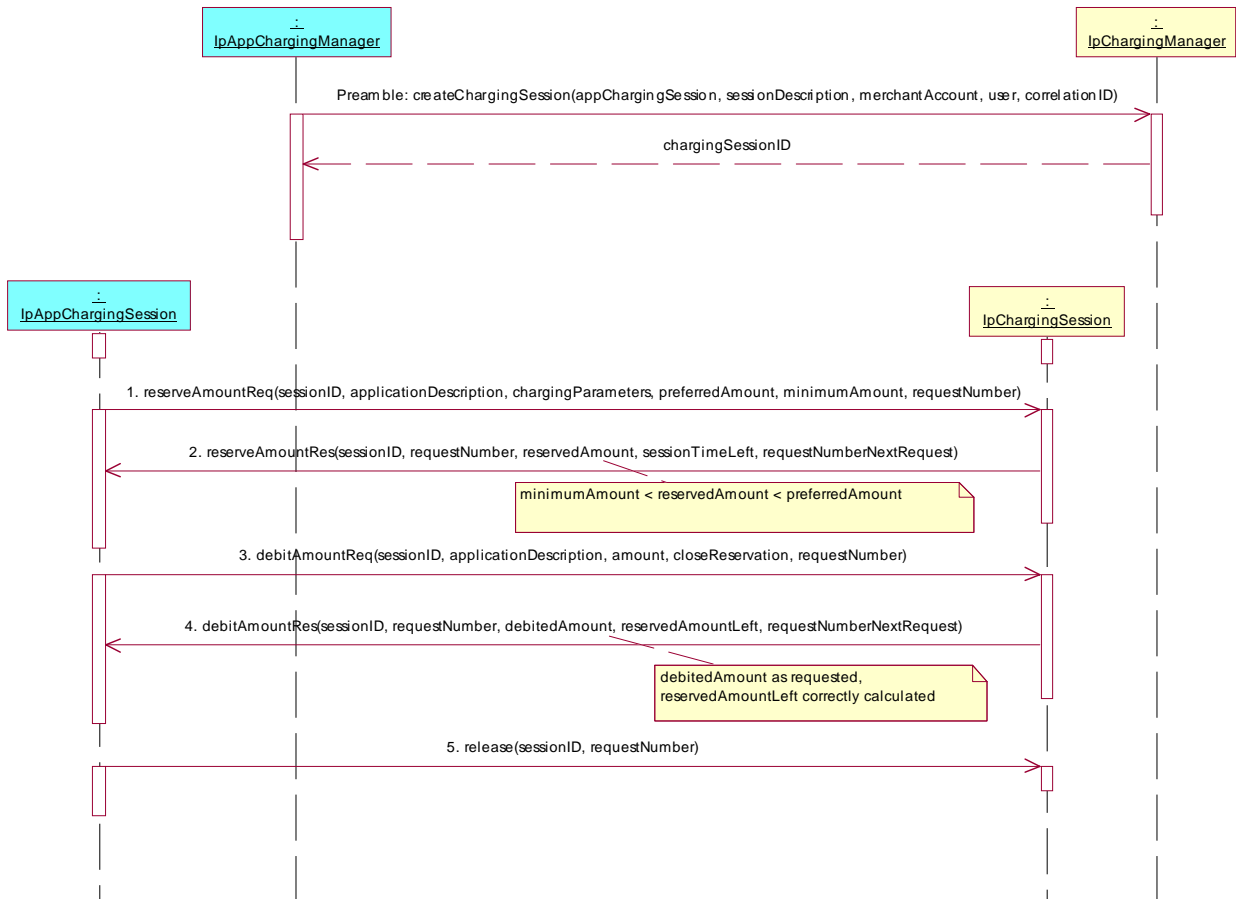 :
IpAppChargingManager
:
IpChargingManager
Preamble: createChargingSession(appChargingSession, sessionDescription, merchantAccount, user, correlationID)
chargingSessionID
:
IpAppChargingSession
:
IpChargingSession
1. reserveAmountReq(sessionID, applicationDescription, chargingParameters, preferredAmount, minimumAmount, requestNumber)
2. reserveAmountRes(sessionID, requestNumber, reservedAmount, sessionTimeLeft, requestNumberNextRequest)
minimumAmount < reservedAmount < preferredAmount
3. debitAmountReq(sessionID, applicationDescription, amount, closeReservation, requestNumber)
4. debitAmountRes(sessionID, requestNumber, debitedAmount, reservedAmountLeft, requestNumberNextRequest)
debitedAmount as requested,
reservedAmountLeft correctly calculated
5. release(sessionID, requestNumber)